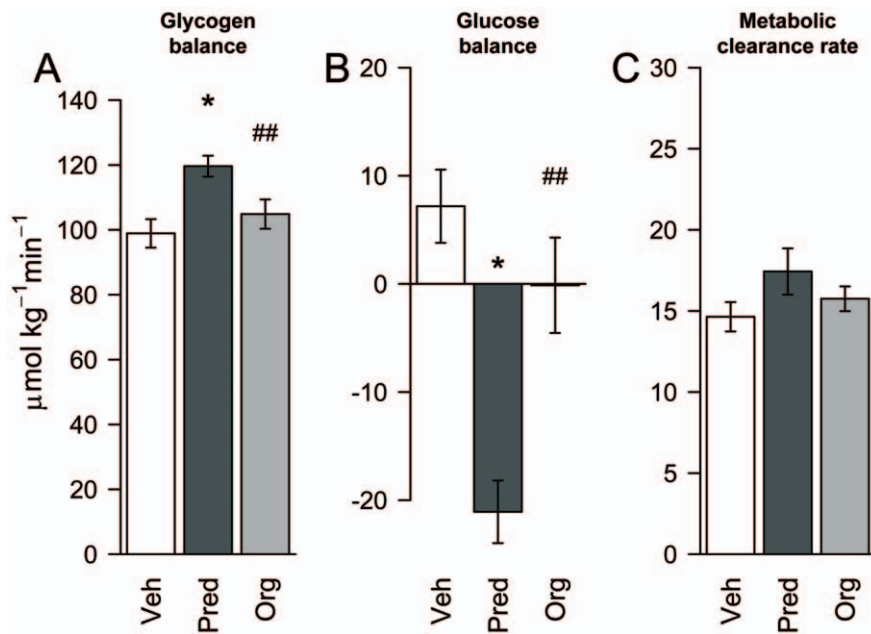 Glycogen
balance
Glucose
balance
Metabolic
clearance rate
A
B
C
μmol kg⁻¹min⁻¹
140
120
100
80
60
40
20
0
*
##
Veh
Pred
Org
20
10
0
-10
-20
*
##
Veh
Pred
Org
30
25
20
15
10
5
0
Veh
Pred
Org